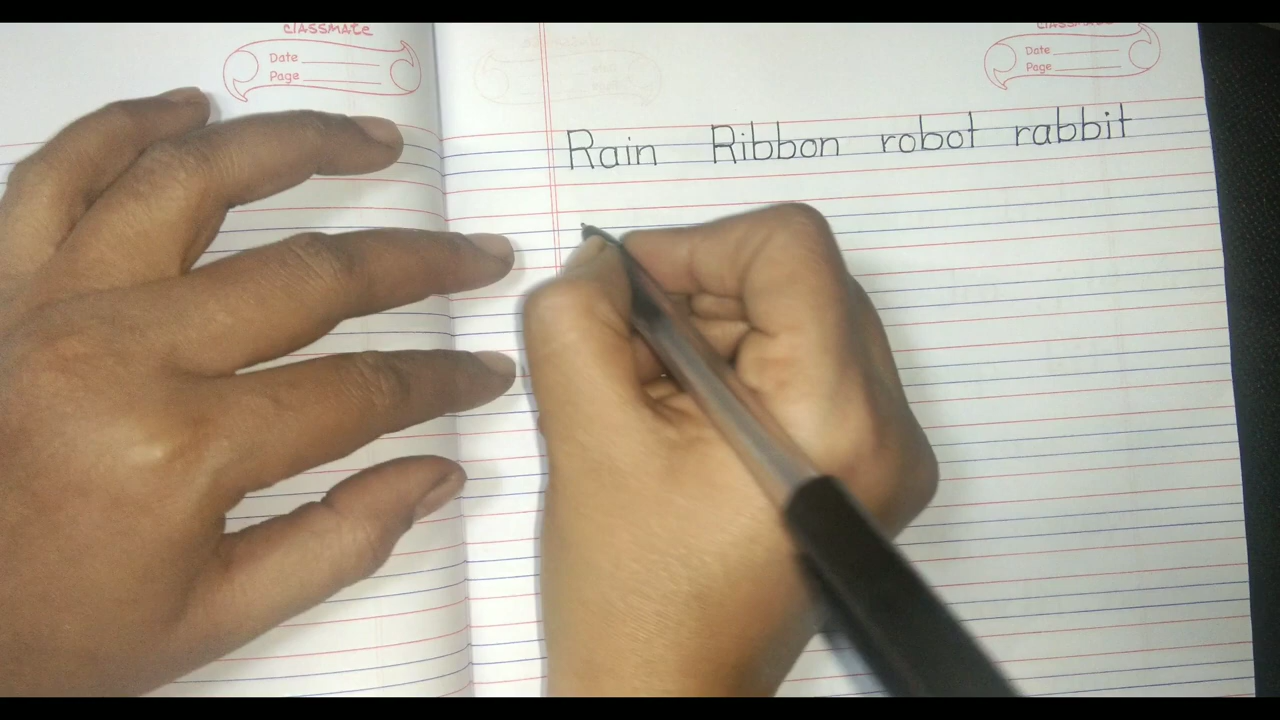 classmate
Date
Page
classmate
Date
Page
Rain Ribbon robot rabbit